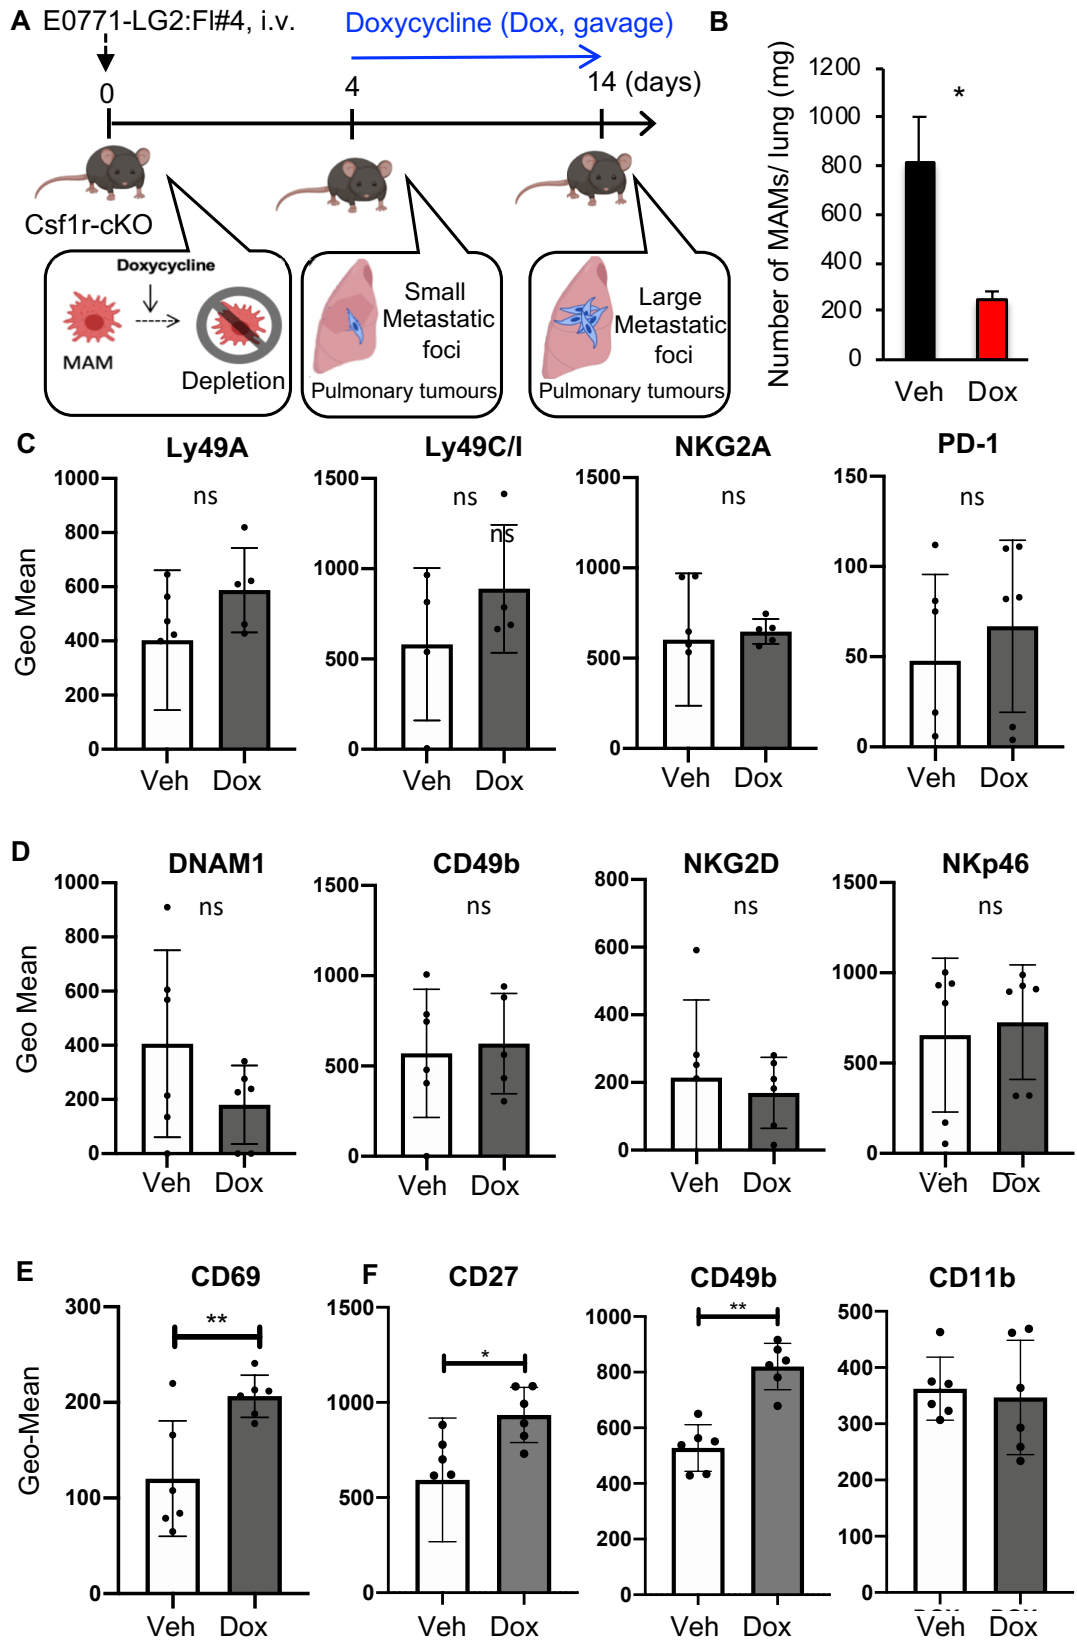 A E0771-LG2:Fl#4, i.v.
Doxycycline (Dox, gavage)
0
4
14 (days)
Csf1r-cKO
Doxycycline
MAM
Depletion
Small
Metastatic
foci
Pulmonary tumours
Large
Metastatic
foci
Pulmonary tumours
B
Number of MAMs/ lung (mg)
1200
1000
800
600
400
200
0
*
Veh Dox
C
Geo Mean
Ly49A
1000
800
600
400
200
0
ns
Veh Dox
Ly49C/I
1500
1000
500
0
ns
ns
Veh Dox
NKG2A
1500
1000
500
0
ns
Veh Dox
PD-1
150
100
50
0
ns
Veh Dox
D
Geo Mean
DNAM1
1000
800
600
400
200
0
ns
Veh Dox
CD49b
1500
1000
500
0
ns
Veh Dox
NKG2D
800
600
400
200
0
ns
Veh Dox
NKp46
1500
1000
500
0
ns
Veh Dox
E
Geo-Mean
CD69
300
200
100
0
**
Veh Dox
F
CD27
1500
1000
500
0
*
Veh Dox
CD49b
1000
800
600
400
200
0
**
Veh Dox
CD11b
500
400
300
200
100
0
Veh Dox